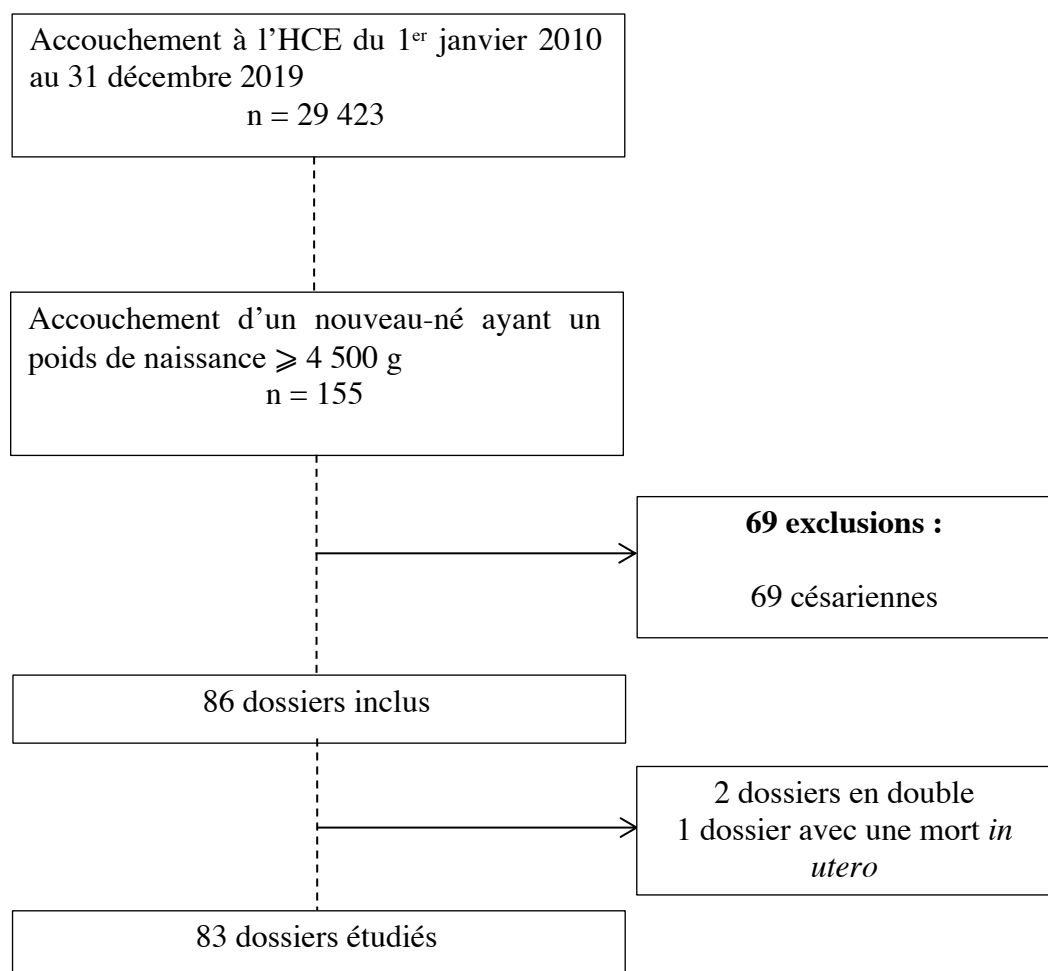 Accouchement à l’HCE du 1er janvier 2010
au 31 décembre 2019
n = 29 423
Accouchement d’un nouveau-né ayant un
poids de naissance ⩾ 4 500 g
n = 155
69 exclusions :
69 césariennes
86 dossiers inclus
2 dossiers en double
1 dossier avec une mort in
utero
83 dossiers étudiés